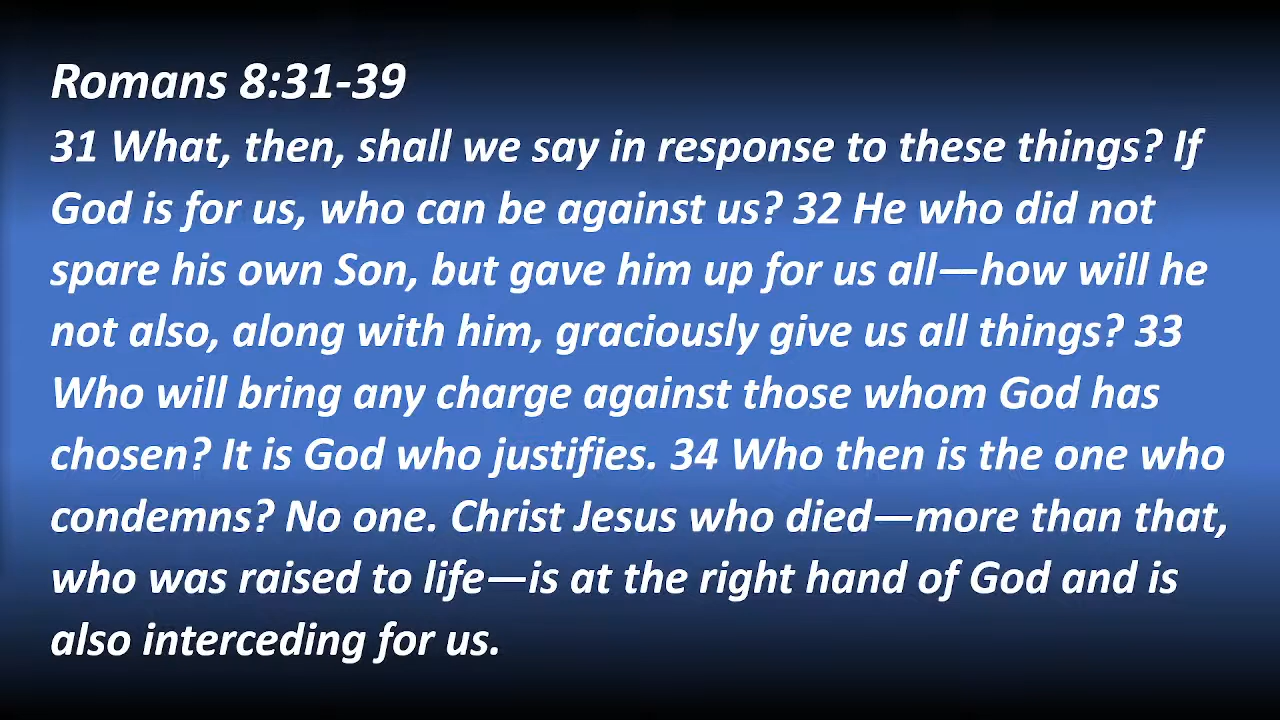 Romans 8:31-39
31 What, then, shall we say in response to these things? If
God is for us, who can be against us? 32 He who did not
spare his own Son, but gave him up for us all—how will he
not also, along with him, graciously give us all things? 33
Who will bring any charge against those whom God has
chosen? It is God who justifies. 34 Who then is the one who
condemns? No one. Christ Jesus who died—more than that,
who was raised to life—is at the right hand of God and is
also interceding for us.